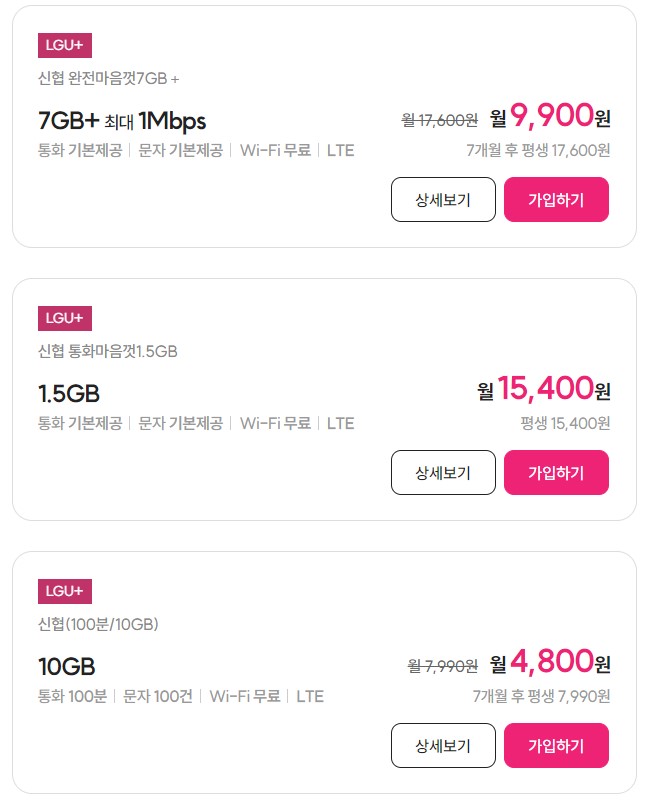 LGU+
신협 완전마음껏7GB +
7GB+ 최대 1Mbps 월 17,600원 월 9,900원
통화 기본제공 | 문자 기본제공 | Wi-Fi 무료 | LTE 7개월 후 평생 17,600원
상세보기 가입하기
LGU+
신협 통화마음껏1.5GB
1.5GB 월 15,400원
통화 기본제공 | 문자 기본제공 | Wi-Fi 무료 | LTE 평생 15,400원
상세보기 가입하기
LGU+
신협(100분/10GB)
10GB 월 7,990원 월 4,800원
통화 100분 | 문자 100건 | Wi-Fi 무료 | LTE 7개월 후 평생 7,990원
상세보기 가입하기